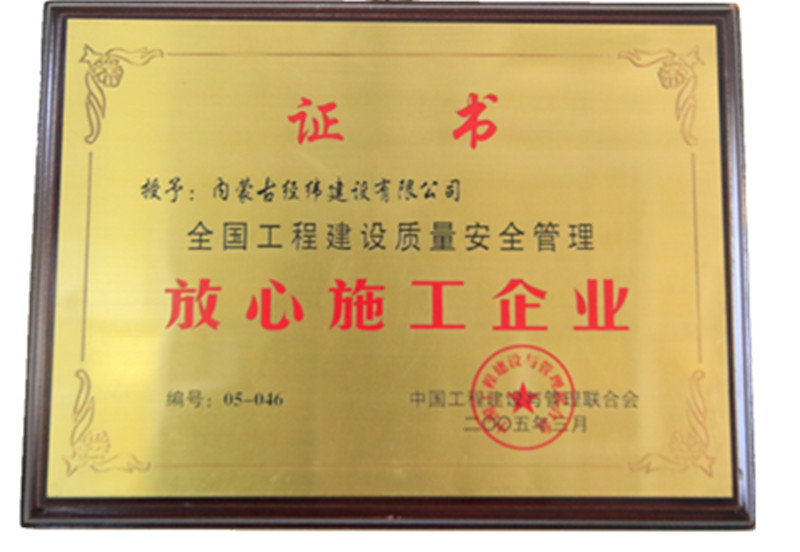 证 书
授予：内蒙古经纬建设有限公司
全国工程建设质量安全管理
放心施工企业
编号：05-046
中国工程建设与管理联合会
二〇〇五年三月